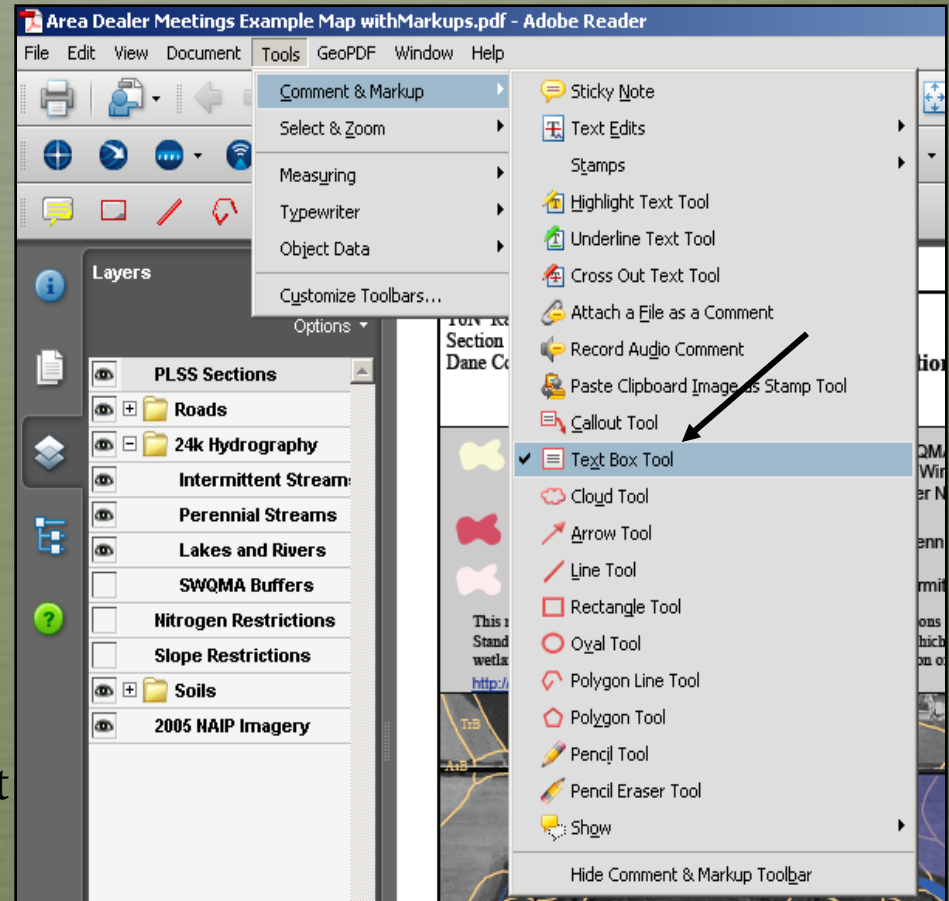 Area Dealer Meetings Example Map withMarkups.pdf - Adobe Reader
File Edit View Document Tools GeoPDF Window Help
Comment & Markup
Select & Zoom
Measuring
Typewriter
Object Data
Customize Toolbars...
Sticky Note
Text Edits
Stamps
Highlight Text Tool
Underline Text Tool
Cross Out Text Tool
Attach a File as a Comment
Record Audio Comment
Paste Clipboard Image as Stamp Tool
Callout Tool
Text Box Tool
Cloud Tool
Arrow Tool
Line Tool
Rectangle Tool
Oval Tool
Polygon Line Tool
Polygon Tool
Pencil Tool
Pencil Eraser Tool
Show
Hide Comment & Markup Toolbar
Layers
Options
PLSS Sections
Roads
24k Hydrography
Intermittent Streams
Perennial Streams
Lakes and Rivers
SWQMA Buffers
Nitrogen Restrictions
Slope Restrictions
Soils
2005 NAIP Imagery
Section
Dane
This
http://
TrB
AsB
t